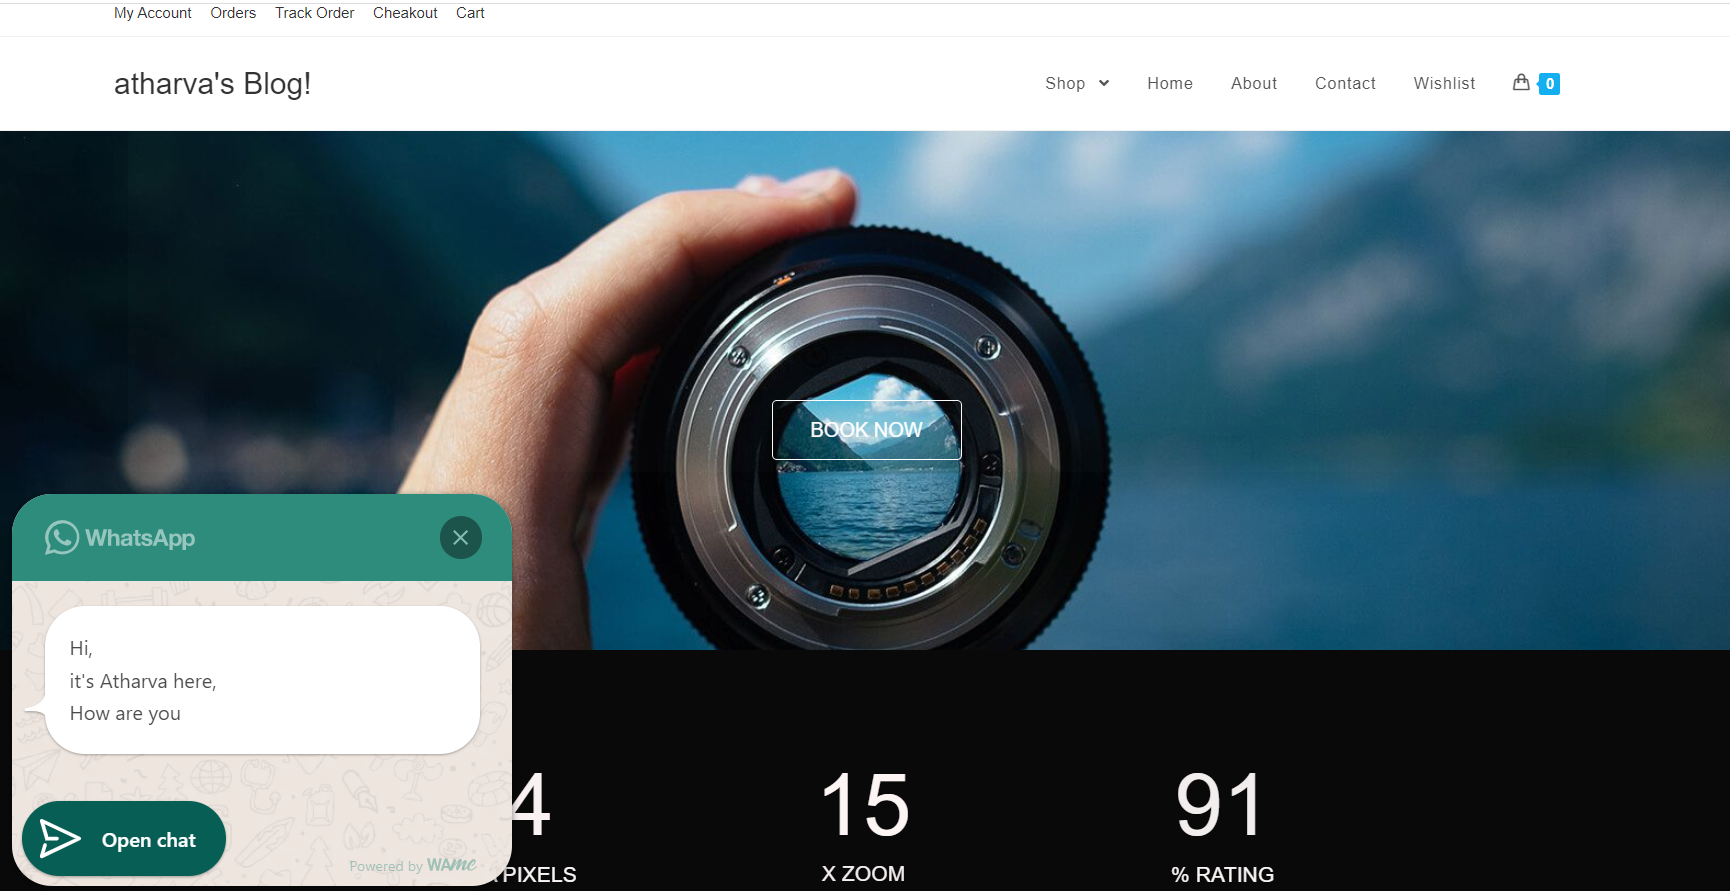 My Account Orders Track Order Cheakout Cart
atharva's Blog!
Shop Home About Contact Wishlist 0
BOOK NOW
WhatsApp
Hi,
it's Atharva here,
How are you
Open chat
Powered by WAme
4 15 91
PIXELS X ZOOM % RATING